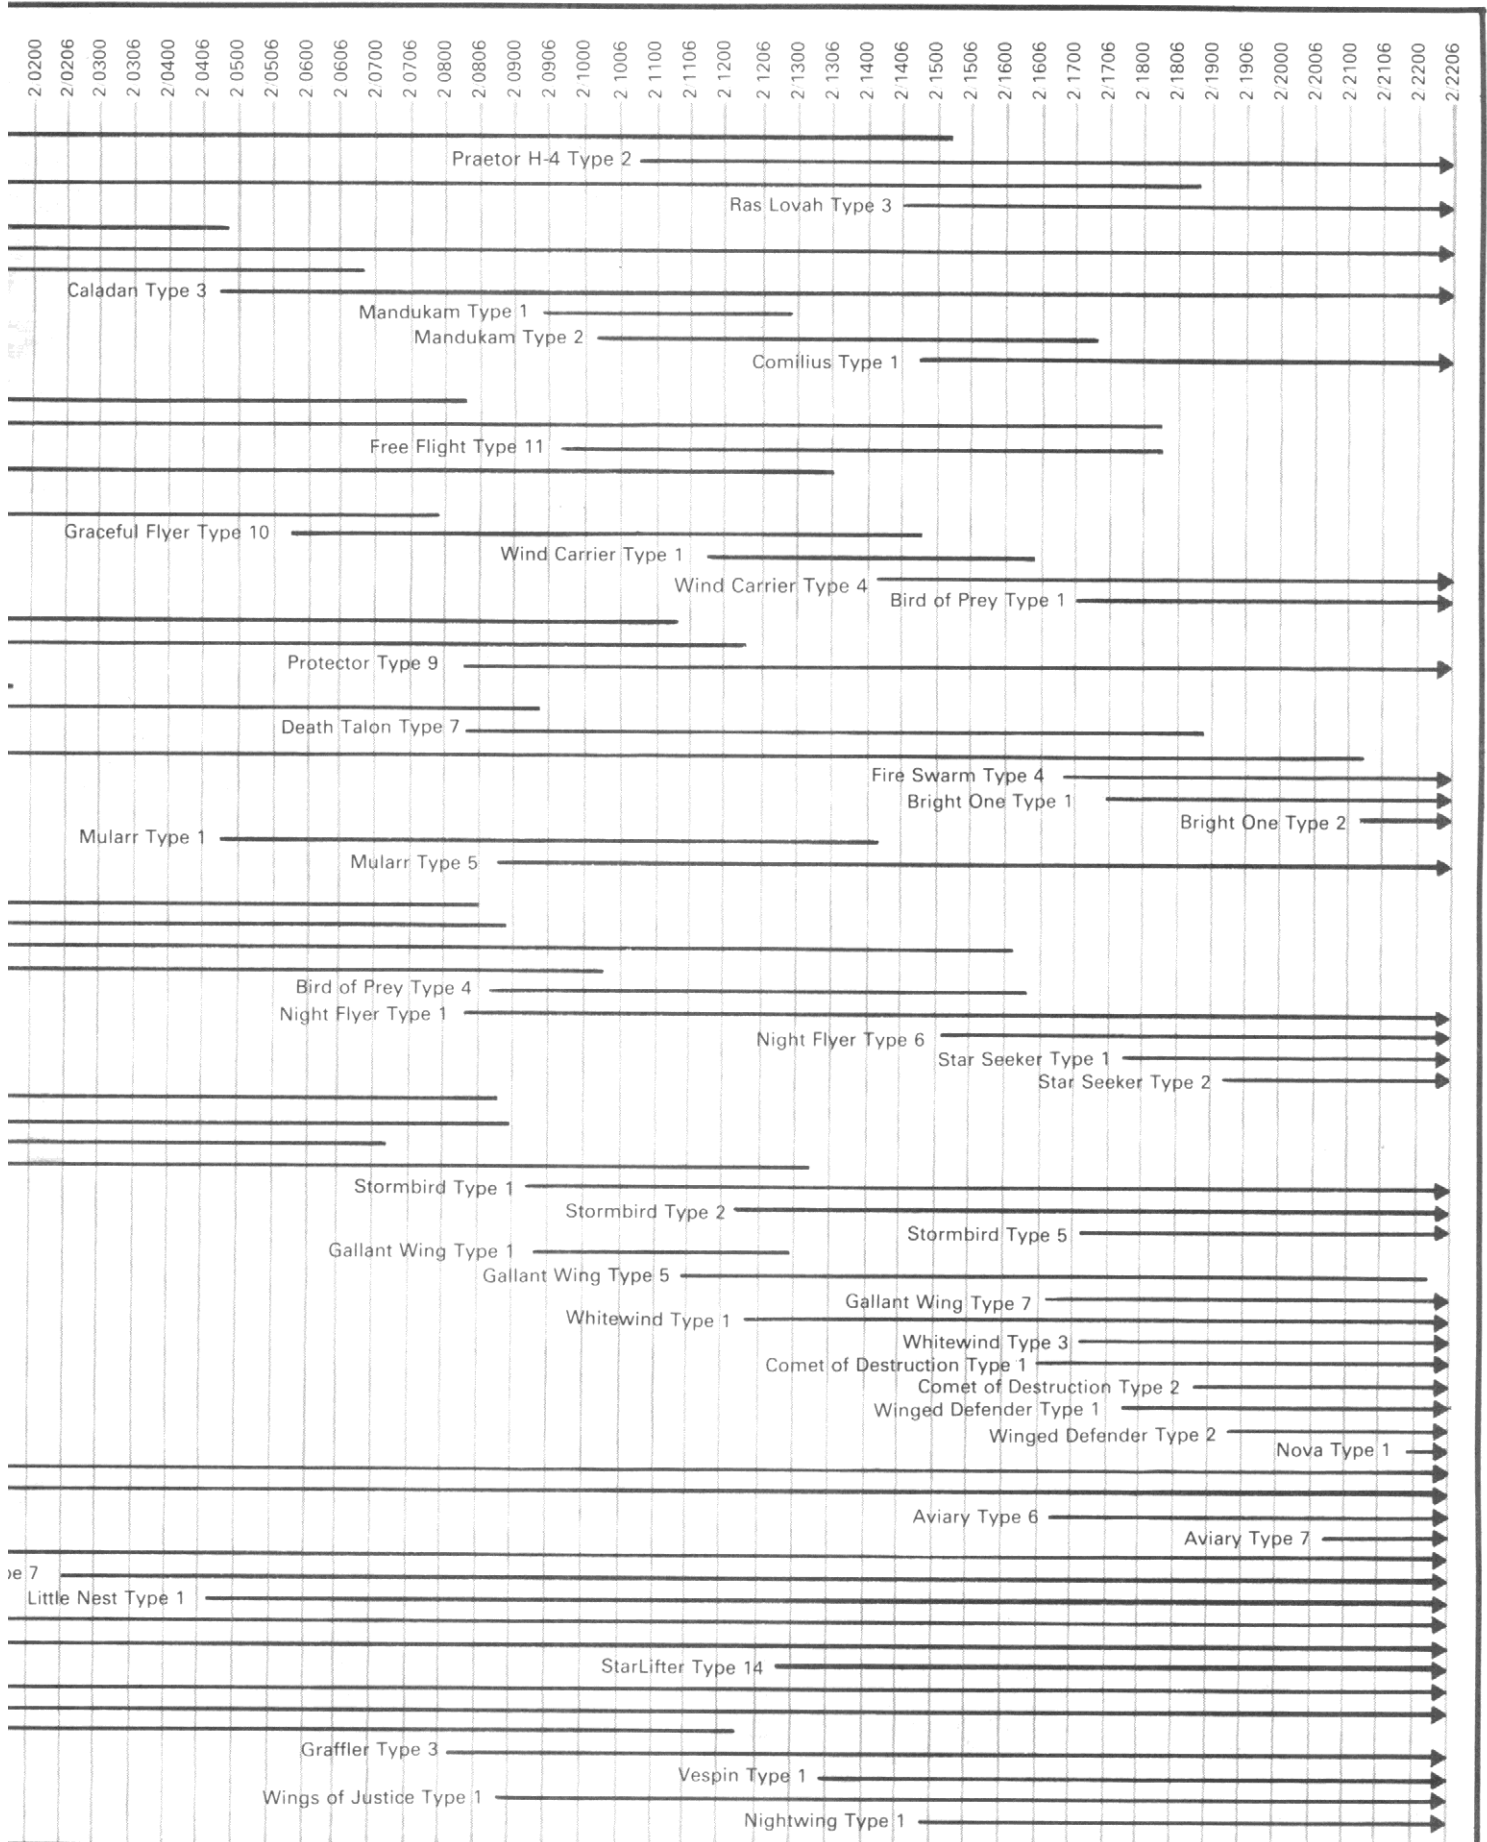 2/0200 2/0206 2 0300 2 0306 2/0400 2 0406 2 0500 2/0506 2 0600 2 0606 2/0700 2 0706 2 0800 2/0806 2 0900 2 0906 2 1000 2 1006 2 1100 2 1106 2 1200 2 1206 2/1300 2 1306 2 1400 2/1406 2/1500 2/1506 2/1600 2/1606 2/1700 2/1706 2/1800 2/1806 2/1900 2/1906 2/2000 2/2006 2/2100 2/2106 2/2200 2/2206
Praetor H-4 Type 2
Ras Lovah Type 3
Caladan Type 3
Mandukam Type 1
Mandukam Type 2
Comilius Type 1
Free Flight Type 11
Graceful Flyer Type 10
Wind Carrier Type 1
Wind Carrier Type 4
Bird of Prey Type 1
Protector Type 9
Death Talon Type 7
Fire Swarm Type 4
Bright One Type 1
Bright One Type 2
Mularr Type 1
Mularr Type 5
Bird of Prey Type 4
Night Flyer Type 1
Night Flyer Type 6
Star Seeker Type 1
Star Seeker Type 2
Stormbird Type 1
Stormbird Type 2
Stormbird Type 5
Gallant Wing Type 1
Gallant Wing Type 5
Gallant Wing Type 7
Whitewind Type 1
Whitewind Type 3
Comet of Destruction Type 1
Comet of Destruction Type 2
Winged Defender Type 1
Winged Defender Type 2
Nova Type 1
Aviary Type 6
Aviary Type 7
pe 7
Little Nest Type 1
StarLifter Type 14
Graffler Type 3
Vespin Type 1
Wings of Justice Type 1
Nightwing Type 1